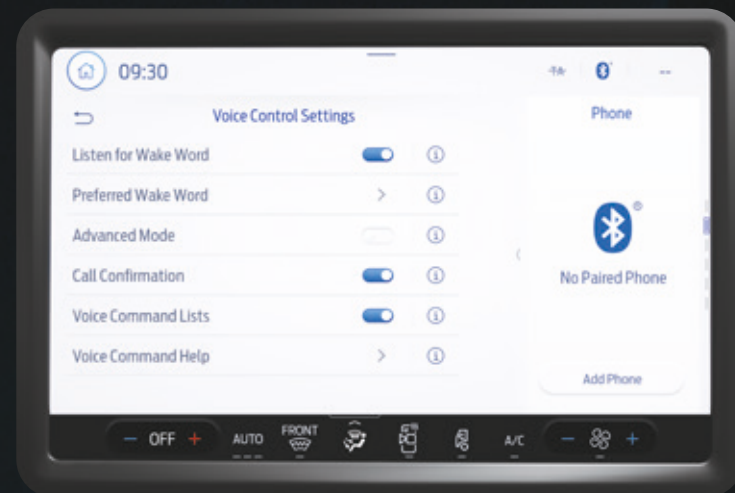 09:30
Voice Control Settings
Listen for Wake Word
Preferred Wake Word
Advanced Mode
Call Confirmation
Voice Command Lists
Voice Command Help
TA
--
Phone
No Paired Phone
Add Phone
– OFF +
AUTO
FRONT
A/C
– +